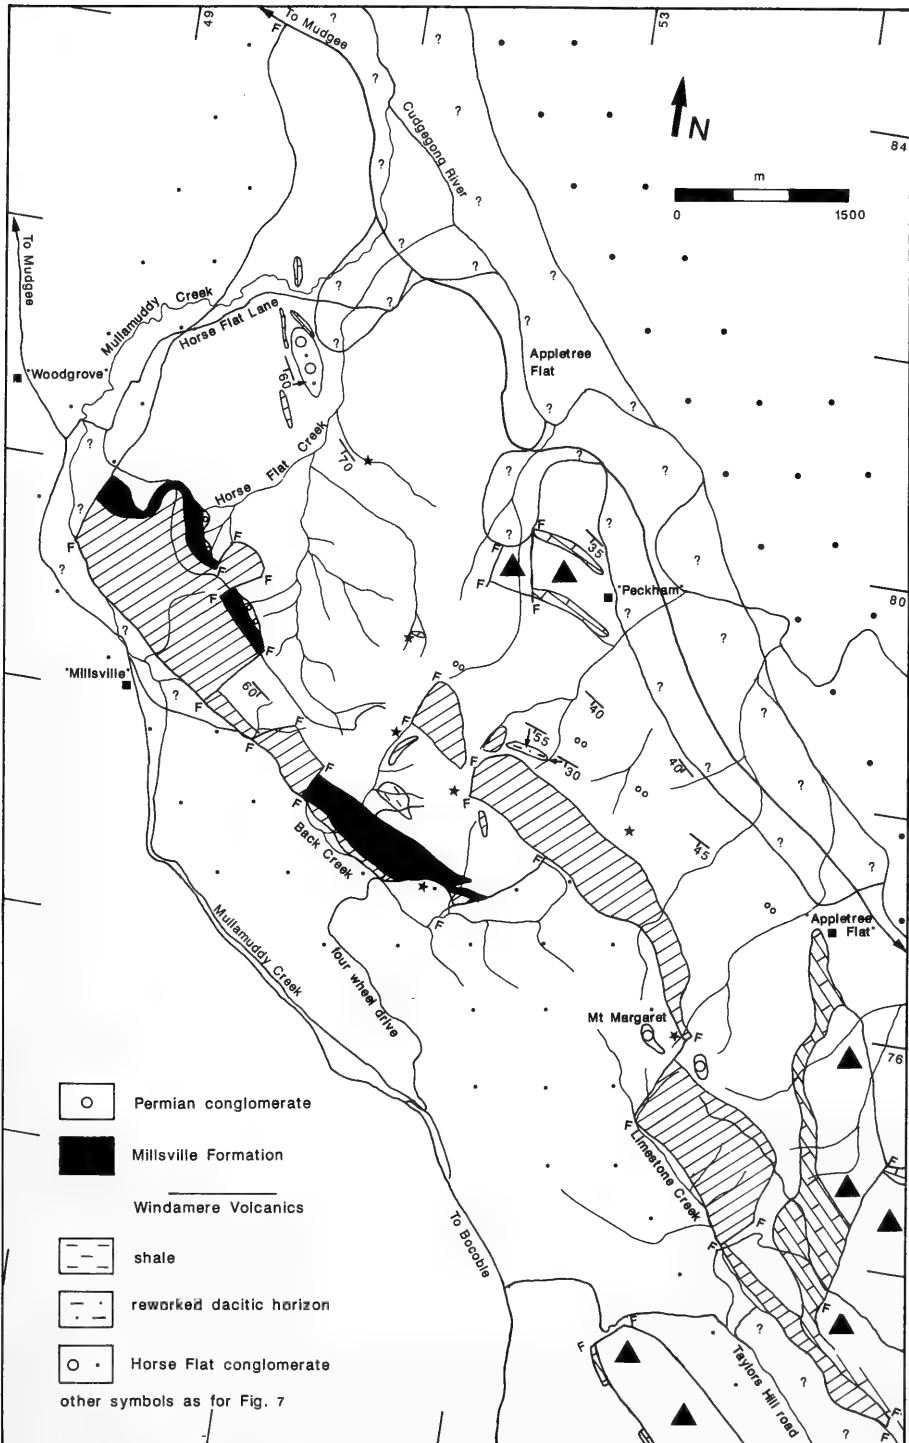 49
To Mudgee
?
?
53
F
?
?
Cudgegong River
N
84
m
0 1500
To Mudgee
Mullamuddy Creek
Horse Flat Lane
"Woodgrove"
Appletree
Flat
60
Horse Flat Creek
70
35
"Peckham"
80
"Millsville"
60
40
55
30
40
45
Back Creek
Mullamuddy Creek
four wheel drive
"Appletree
Flat"
Mt Margaret
76
Limestone Creek
To Bocoble
Taylors Hill road
Permian conglomerate
Millsville Formation
Windamere Volcanics
shale
reworked dacitic horizon
Horse Flat conglomerate
other symbols as for Fig. 7